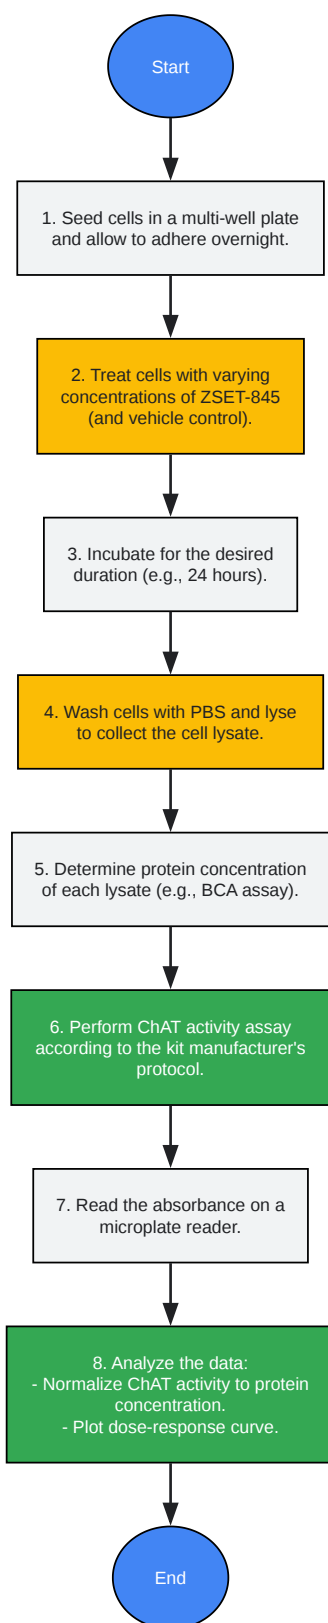 Start
1. Seed cells in a multi-well plate
and allow to adhere overnight.
2. Treat cells with varying
concentrations of ZSET-845
(and vehicle control).
3. Incubate for the desired
duration (e.g., 24 hours).
4. Wash cells with PBS and lyse
to collect the cell lysate.
5. Determine protein concentration
of each lysate (e.g., BCA assay).
6. Perform ChAT activity assay
according to the kit manufacturer's
protocol.
7. Read the absorbance on a
microplate reader.
8. Analyze the data:
- Normalize ChAT activity to protein
concentration.
- Plot dose-response curve.
End